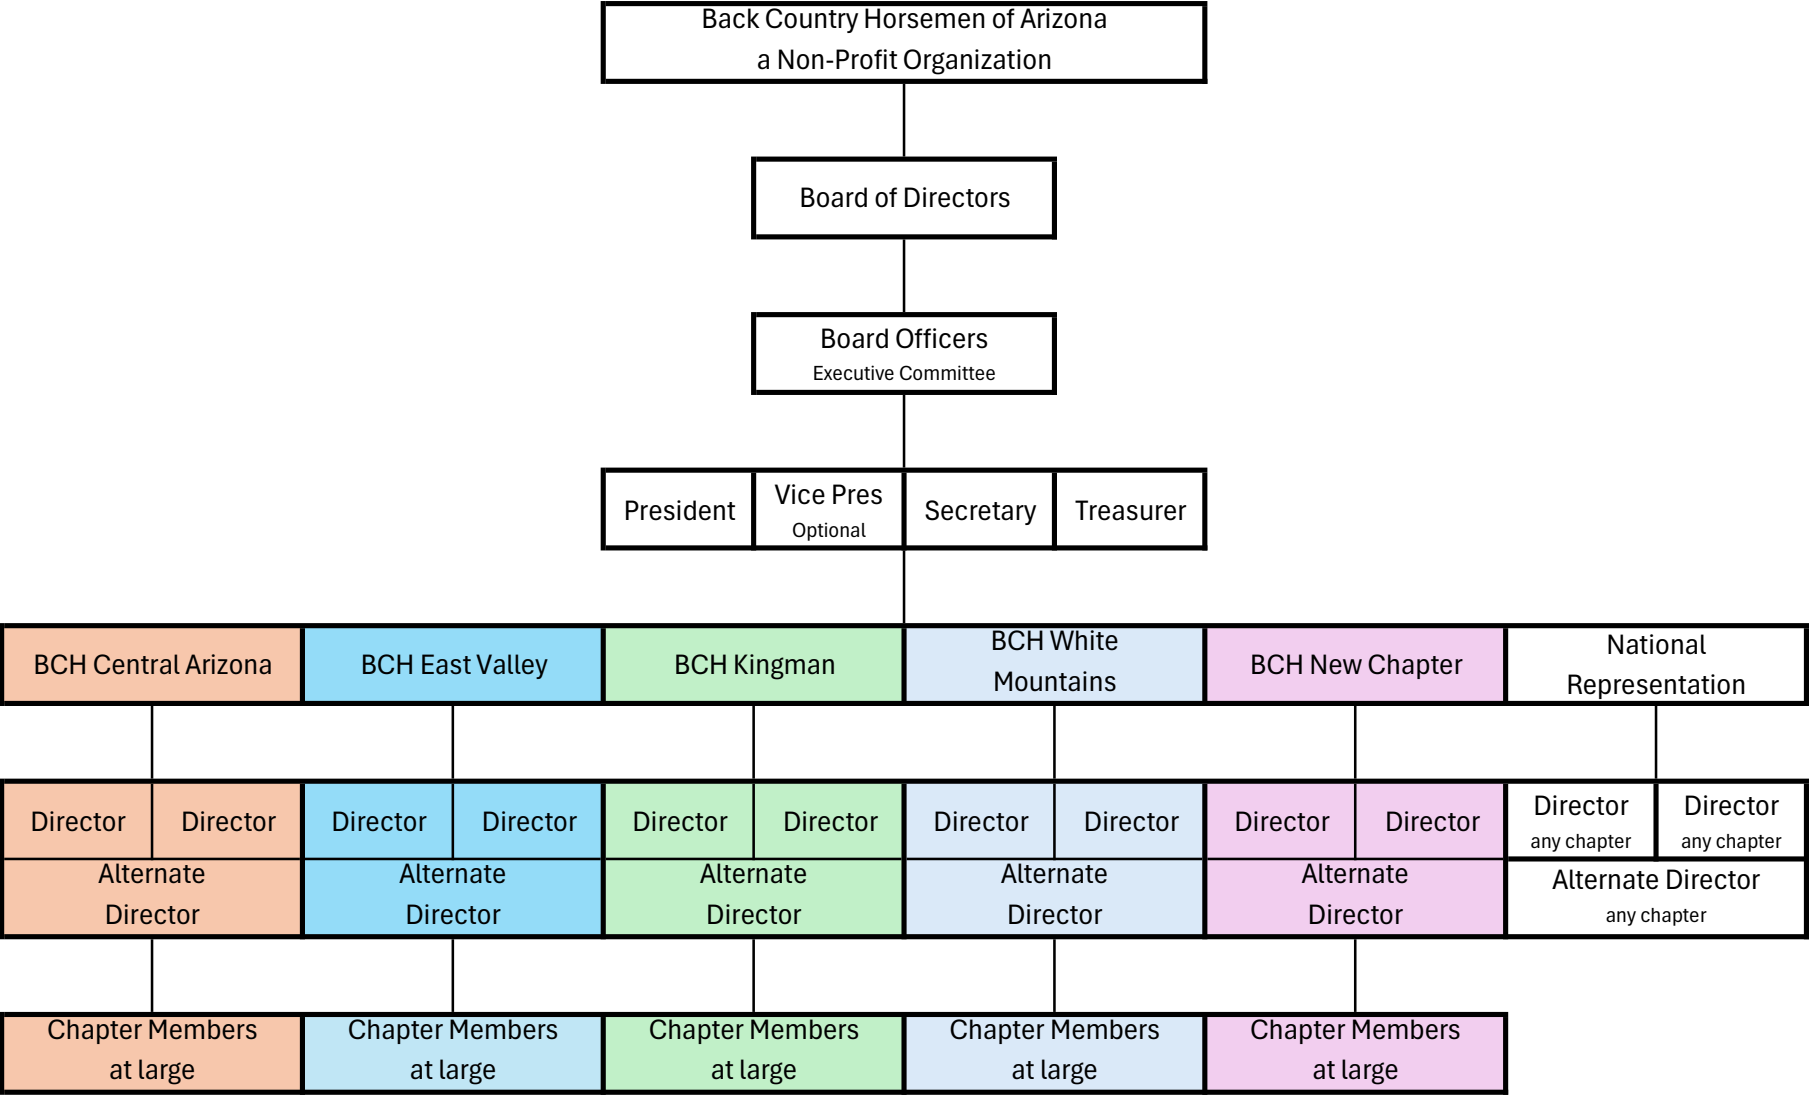 Back Country Horsemen of Arizona
a Non-Profit Organization
Board of Directors
Board Officers
Executive Committee
President
Vice Pres
Optional
Secretary
Treasurer
BCH Central Arizona
BCH East Valley
BCH Kingman
BCH White
Mountains
BCH New Chapter
National
Representation
Director
Director
Director
Director
Director
Director
Director
Director
Director
Director
Director
any chapter
Director
any chapter
Alternate
Director
Alternate
Director
Alternate
Director
Alternate
Director
Alternate
Director
Alternate Director
any chapter
Chapter Members
at large
Chapter Members
at large
Chapter Members
at large
Chapter Members
at large
Chapter Members
at large